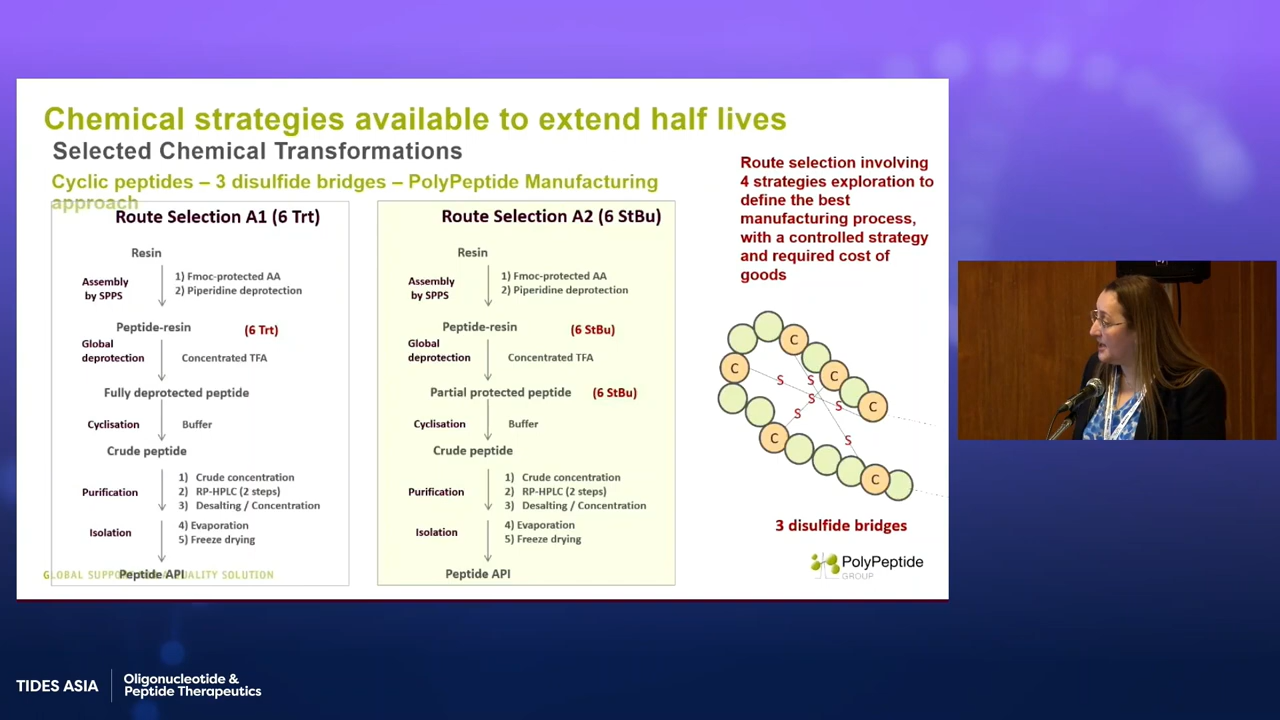 Chemical strategies available to extend half lives
Selected Chemical Transformations
Cyclic peptides – 3 disulfide bridges – PolyPeptide Manufacturing
approach
Route Selection A1 (6 Trt)
Resin
Assembly
by SPPS
1) Fmoc-protected AA
2) Piperidine deprotection
Peptide-resin
(6 Trt)
Global
deprotection
Concentrated TFA
Fully deprotected peptide
Cyclisation
Buffer
Crude peptide
Purification
1) Crude concentration
2) RP-HPLC (2 steps)
3) Desalting / Concentration
Isolation
4) Evaporation
5) Freeze drying
Peptide API
Route Selection A2 (6 StBu)
Resin
Assembly
by SPPS
1) Fmoc-protected AA
2) Piperidine deprotection
Peptide-resin
(6 StBu)
Global
deprotection
Concentrated TFA
Partial protected peptide
(6 StBu)
Cyclisation
Buffer
Crude peptide
Purification
1) Crude concentration
2) RP-HPLC (2 steps)
3) Desalting / Concentration
Isolation
4) Evaporation
5) Freeze drying
Peptide API
Route selection involving
4 strategies exploration to
define the best
manufacturing process,
with a controlled strategy
and required cost of
goods
C
C
C
C
C
C
S
S
S
S
S
S
3 disulfide bridges
PolyPeptide
GROUP
TIDES ASIA
Oligonucleotide &
Peptide Therapeutics